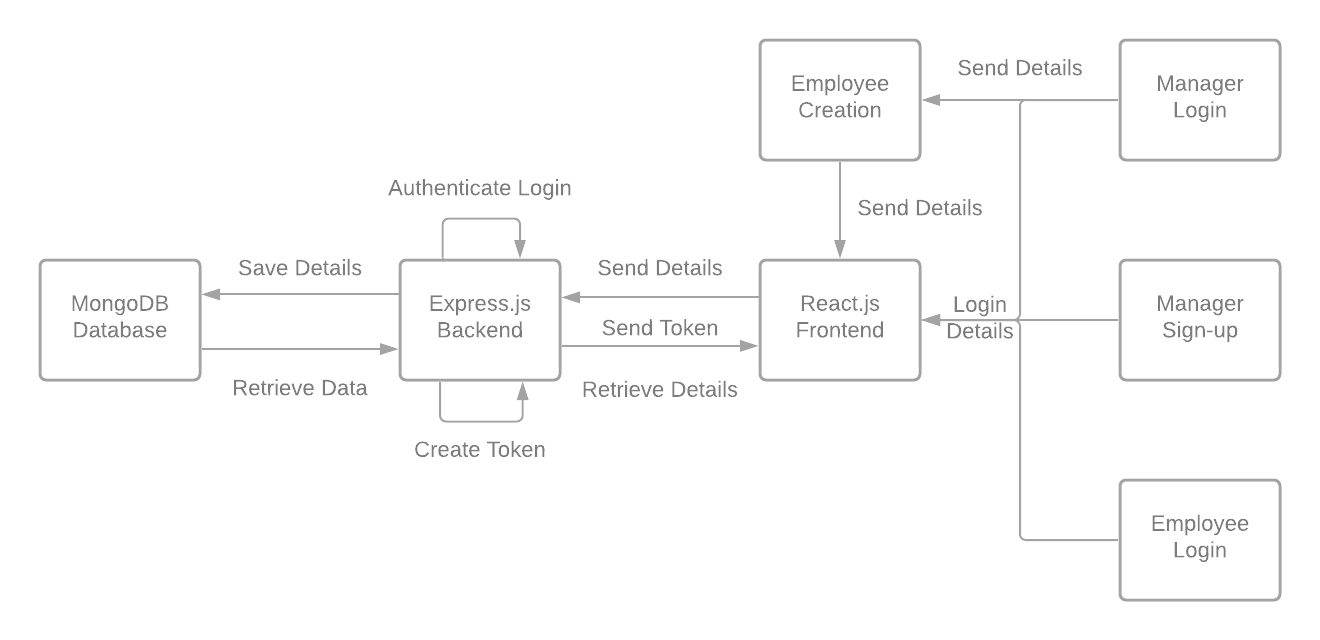 Send Details
Employee
Creation
Manager
Login
Authenticate Login
Send Details
Save Details
Send Details
MongoDB
Database
Express.js
Backend
React.js
Frontend
Login
Details
Manager
Sign-up
Send Token
Retrieve Data
Retrieve Details
Create Token
Employee
Login